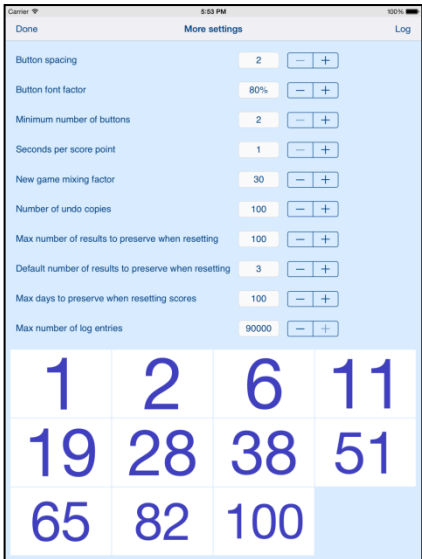 Carrier 5:53 PM 100%
Done More settings Log
Button spacing 2 − +
Button font factor 80% − +
Minimum number of buttons 2 − +
Seconds per score point 1 − +
New game mixing factor 30 − +
Number of undo copies 100 − +
Max number of results to preserve when resetting 100 − +
Default number of results to preserve when resetting 3 − +
Max days to preserve when resetting scores 100 − +
Max number of log entries 90000 − +
1 2 6 11
19 28 38 51
65 82 100